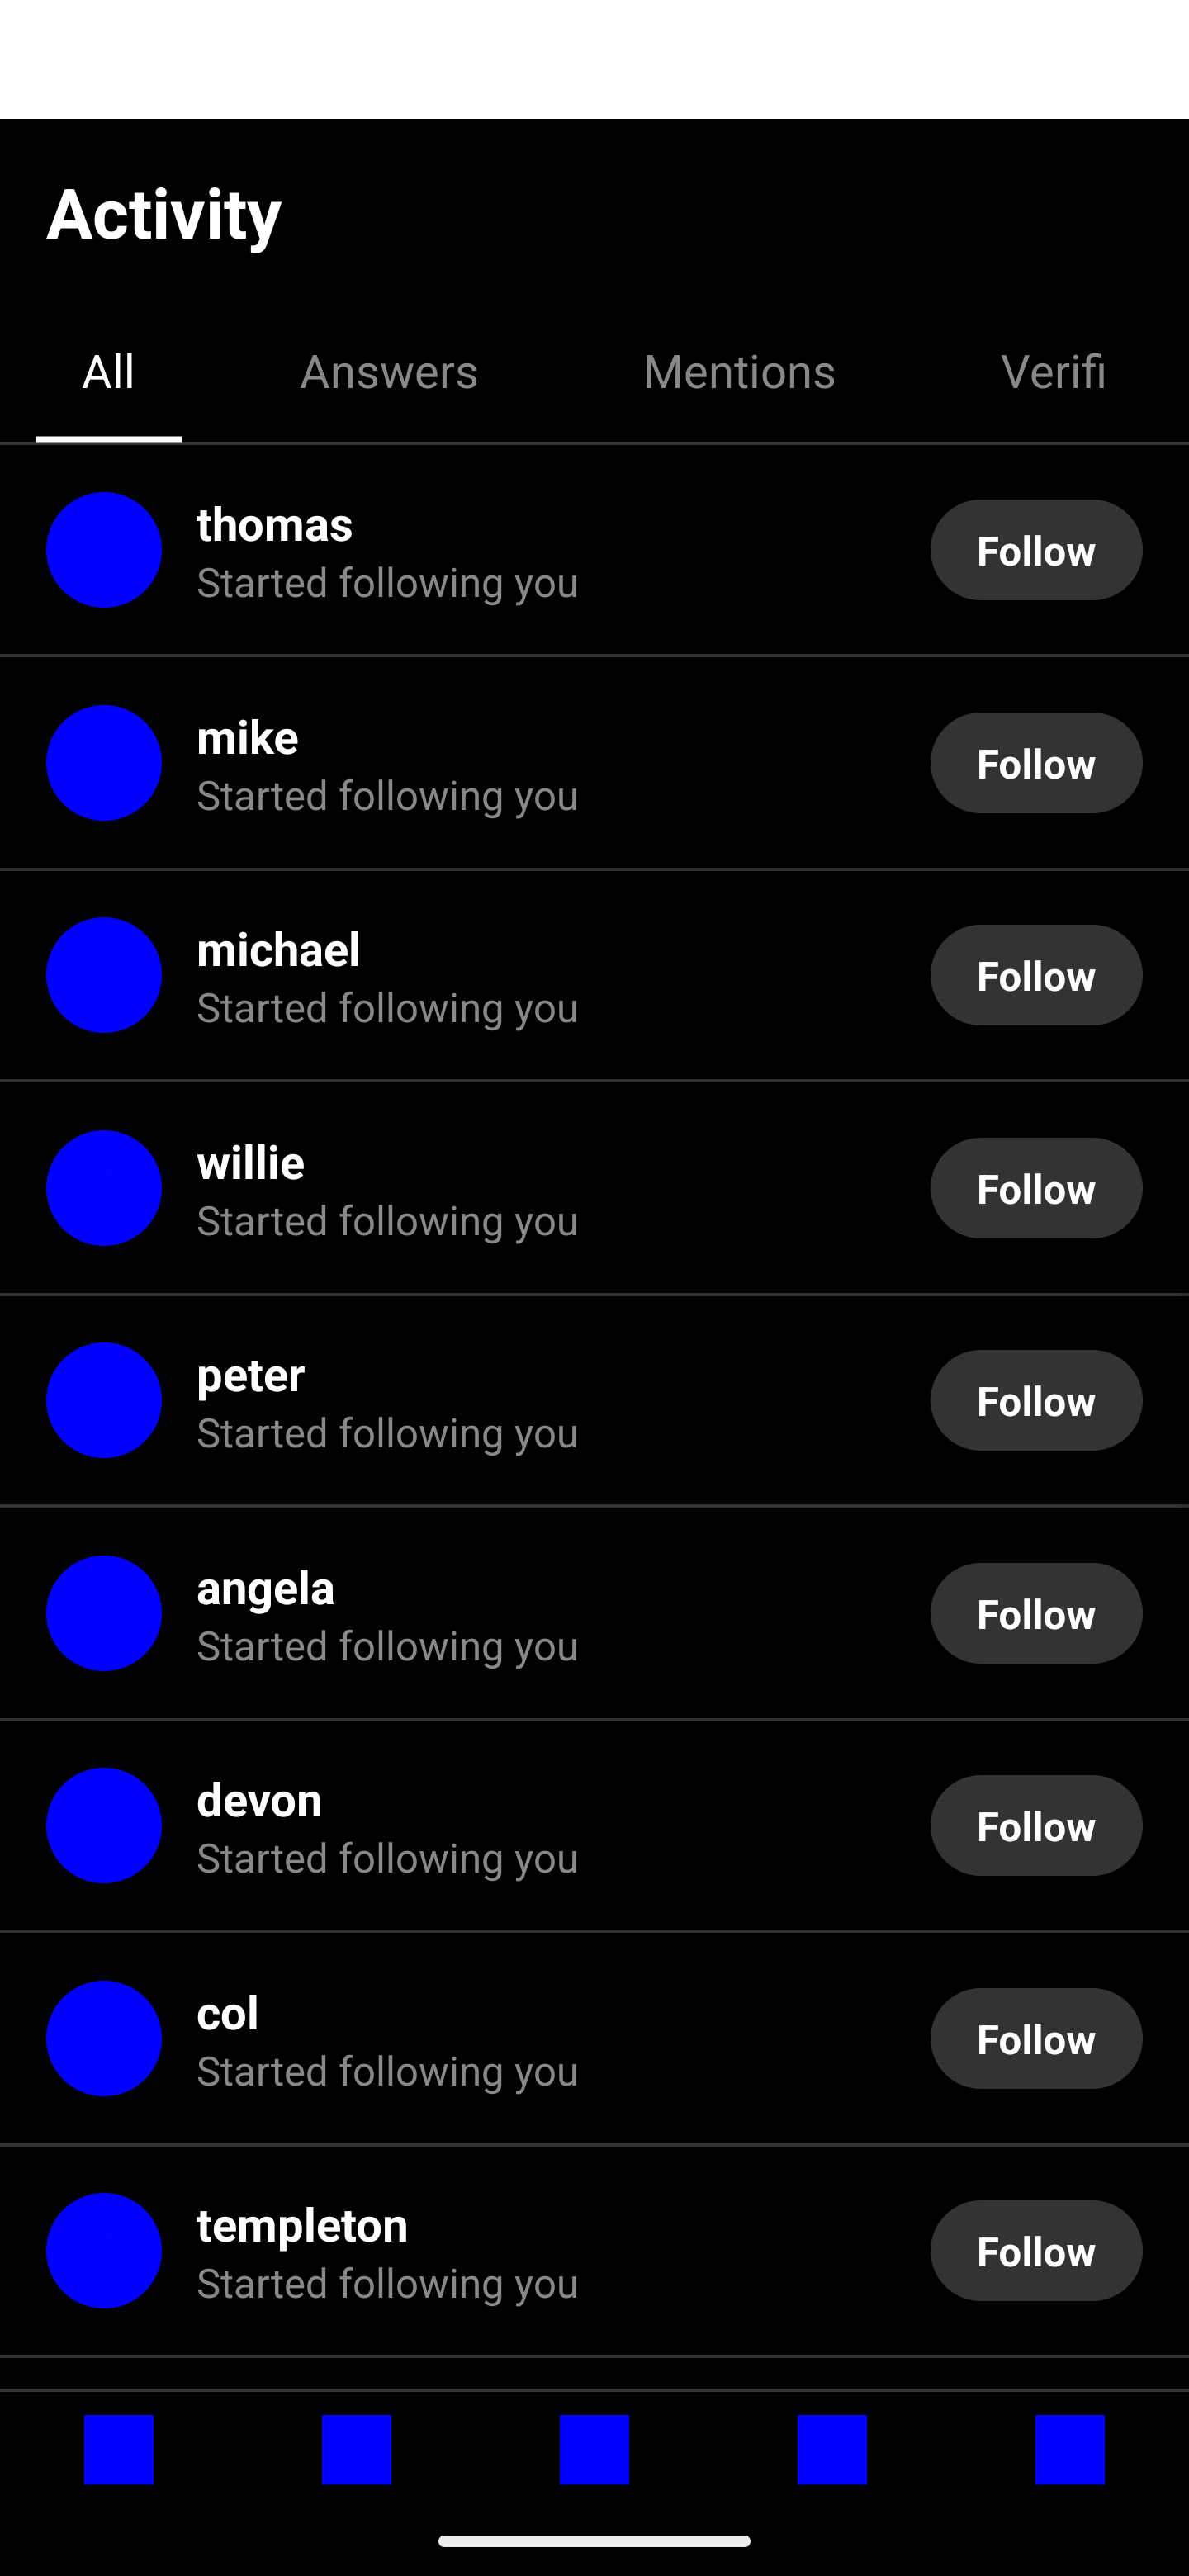 Activity
All Answers Mentions Verifi
thomas
Started following you
Follow
mike
Started following you
Follow
michael
Started following you
Follow
willie
Started following you
Follow
peter
Started following you
Follow
angela
Started following you
Follow
devon
Started following you
Follow
col
Started following you
Follow
templeton
Started following you
Follow